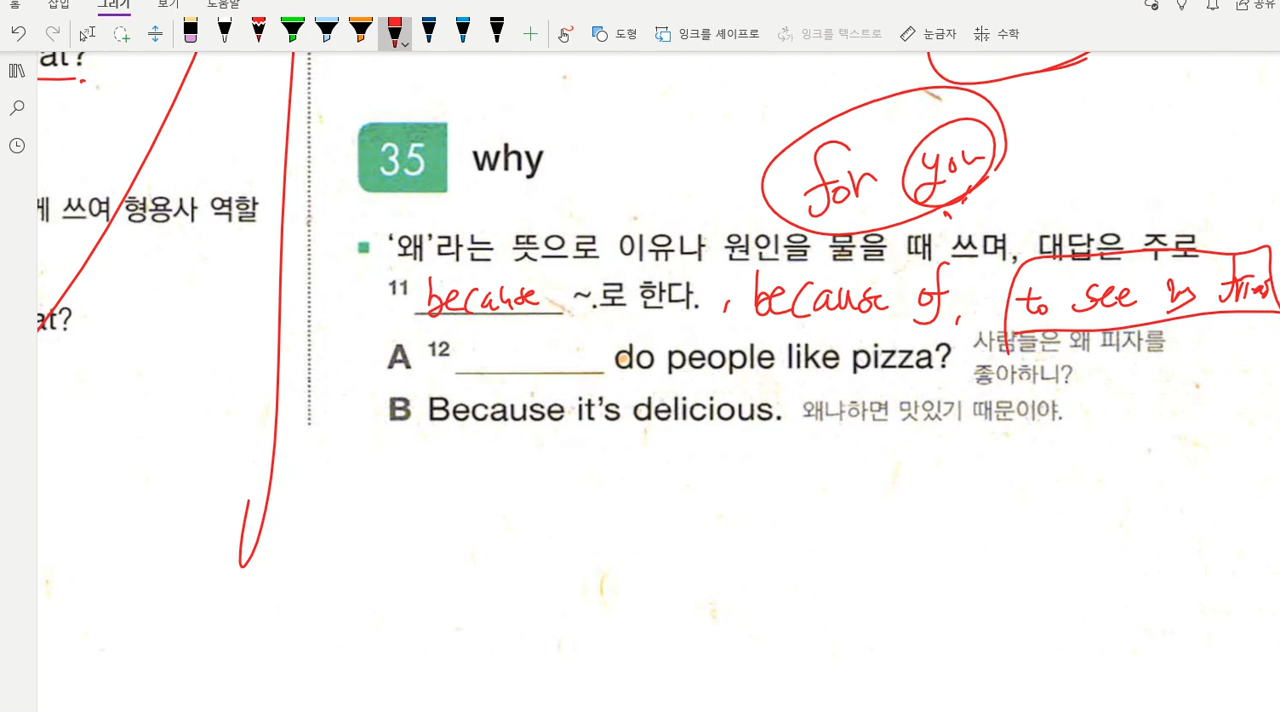 홈 삽입 그리기 보기 도움말 공유
도형 잉크를 셰이프로 잉크를 텍스트로 눈금자 수학
at?
쓰여 형용사 역할
at?
for you
35 why
'왜'라는 뜻으로 이유나 원인을 물을 때 쓰며, 대답은 주로
11 because ~.로 한다. , because of, to see
A 12 ________ do people like pizza? 사람들은 왜 피자를
좋아하니?
B Because it's delicious. 왜냐하면 맛있기 때문이야.